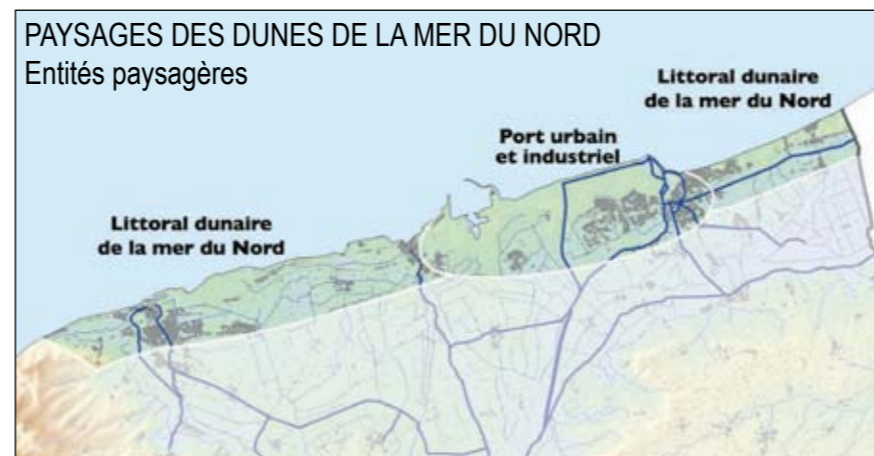 PAYSAGES DES DUNES DE LA MER DU NORD
Entités paysagères
Littoral dunaire
de la mer du Nord
Port urbain
et industriel
Littoral dunaire
de la mer du Nord